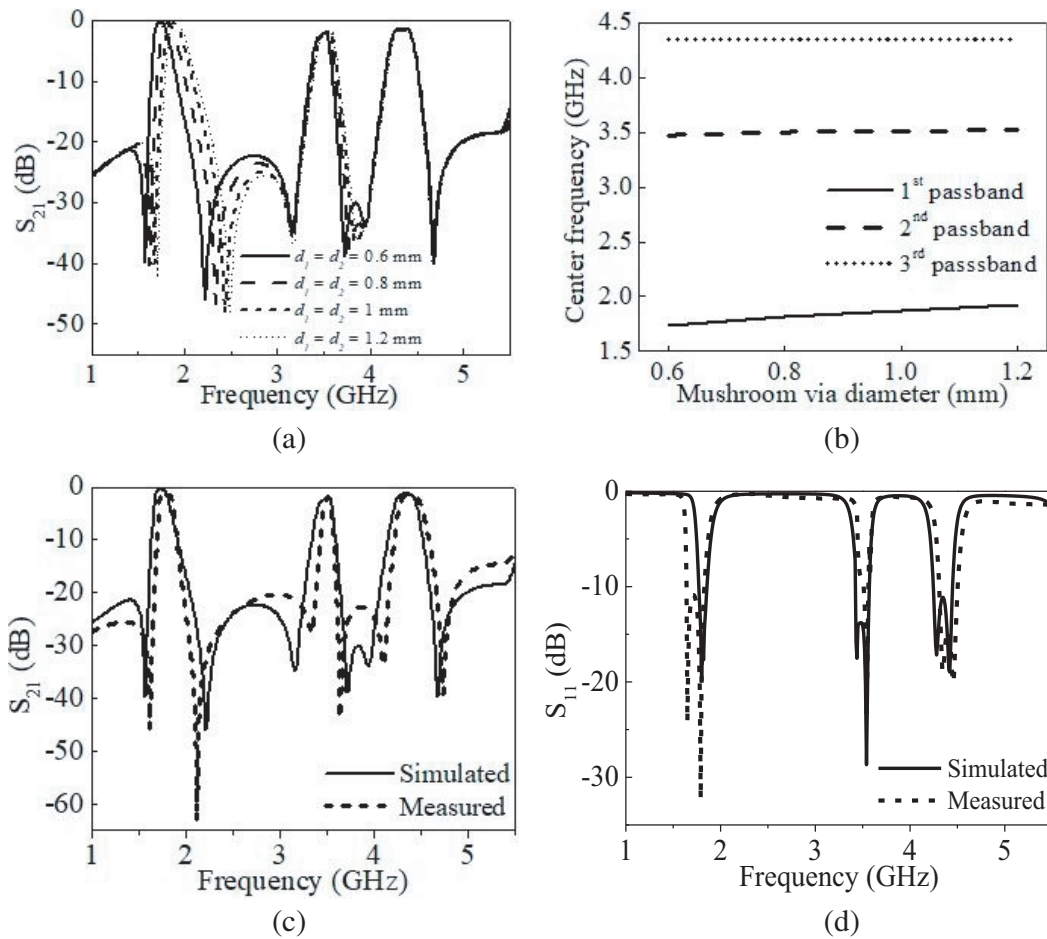 0
-10
-20
-30
-40
-50
S21 (dB)
d1 = d2 = 0.6 mm
d1 = d2 = 0.8 mm
d1 = d2 = 1 mm
d1 = d2 = 1.2 mm
1 2 3 4 5
Frequency (GHz)
(a)
4.5
4.0
3.5
3.0
2.5
2.0
1.5
Center frequency (GHz)
1st passband
2nd passband
3rd passsband
0.6 0.8 1.0 1.2
Mushroom via diameter (mm)
(b)
0
-10
-20
-30
-40
-50
-60
S21 (dB)
Simulated
Measured
1 2 3 4 5
Frequency (GHz)
(c)
0
-10
-20
-30
S11 (dB)
Simulated
Measured
1 2 3 4 5
Frequency (GHz)
(d)